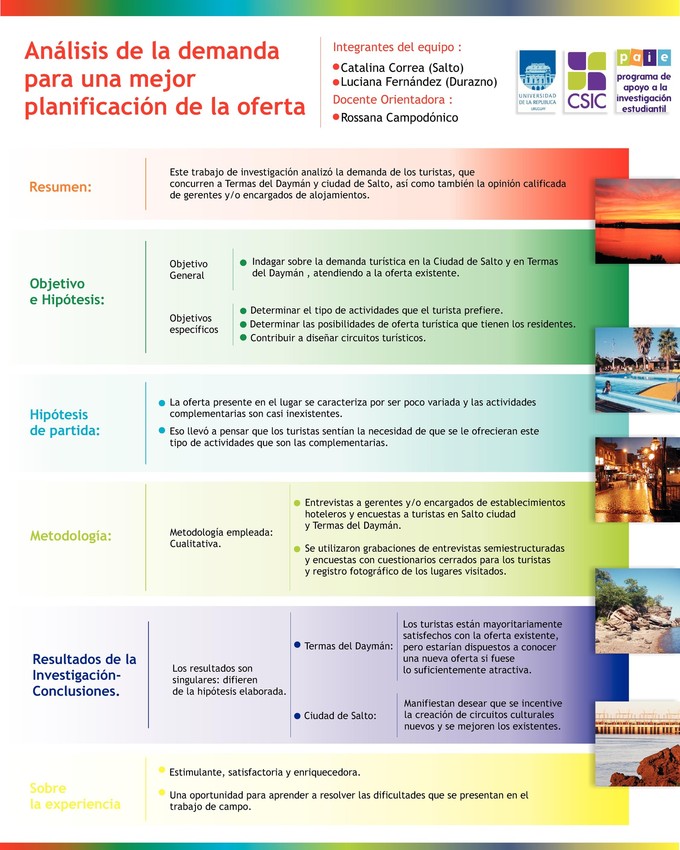 Análisis de la demanda
para una mejor
planificación de la oferta
Integrantes del equipo :
Catalina Correa (Salto)
Luciana Fernández (Durazno)
Docente Orientadora :
Rossana Campodónico
UNIVERSIDAD
DE LA REPÚBLICA
URUGUAY
CSIC
paie
programa de
apoyo a la
investigación
estudiantil
Resumen:
Este trabajo de investigación analizó la demanda de los turistas, que
concurren a Termas del Daymán y ciudad de Salto, así como también la opinión calificada
de gerentes y/o encargados de alojamientos.
Objetivo
e Hipótesis:
Objetivo
General
Indagar sobre la demanda turística en la Ciudad de Salto y en Termas
del Daymán , atendiendo a la oferta existente.
Objetivos
específicos
Determinar el tipo de actividades que el turista prefiere.
Determinar las posibilidades de oferta turística que tienen los residentes.
Contribuir a diseñar circuitos turísticos.
Hipótesis
de partida:
La oferta presente en el lugar se caracteriza por ser poco variada y las actividades
complementarias son casi inexistentes.
Eso llevó a pensar que los turistas sentían la necesidad de que se le ofrecieran este
tipo de actividades que son las complementarias.
Metodología:
Metodología empleada:
Cualitativa.
Entrevistas a gerentes y/o encargados de establecimientos
hoteleros y encuestas a turistas en Salto ciudad
y Termas del Daymán.
Se utilizaron grabaciones de entrevistas semiestructuradas
y encuestas con cuestionarios cerrados para los turistas
y registro fotográfico de los lugares visitados.
Resultados de la
Investigación-
Conclusiones.
Los resultados son
singulares: difieren
de la hipótesis elaborada.
Termas del Daymán:
Los turistas están mayoritariamente
satisfechos con la oferta existente,
pero estarían dispuestos a conocer
una nueva oferta si fuese
lo suficientemente atractiva.
Ciudad de Salto:
Manifiestan desear que se incentive
la creación de circuitos culturales
nuevos y se mejoren los existentes.
Sobre
la experiencia
Estimulante, satisfactoria y enriquecedora.
Una oportunidad para aprender a resolver las dificultades que se presentan en el
trabajo de campo.